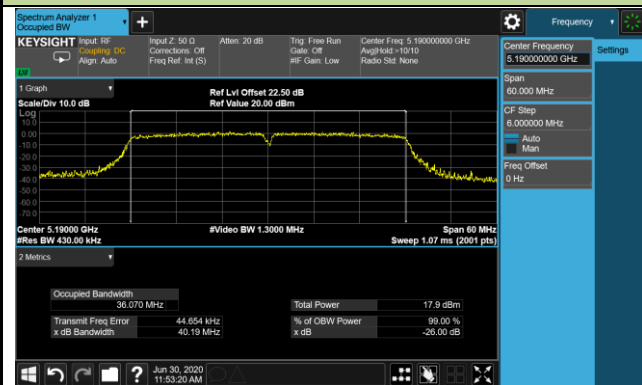 Spectrum Analyzer 1
Occupied BW
+
Frequency
KEYSIGHT
Input: RF
Coupling: DC
Align: Auto
Input Z: 50 Ω
Corrections: Off
Freq Ref: Int (S)
Atten: 20 dB
Trig: Free Run
Gate: Off
#IF Gain: Low
Center Freq: 5.190000000 GHz
Avg|Hold:>10/10
Radio Std: None
LXI
Center Frequency
5.190000000 GHz
Settings
Span
60.000 MHz
CF Step
6.000000 MHz
Auto
Man
Freq Offset
0 Hz
1 Graph
Scale/Div 10.0 dB
Ref Lvl Offset 22.50 dB
Ref Value 20.00 dBm
Log
10.0
0.00
-10.0
-20.0
-30.0
-40.0
-50.0
-60.0
-70.0
Center 5.19000 GHz
#Video BW 1.3000 MHz
Span 60 MHz
#Res BW 430.00 kHz
Sweep 1.07 ms (2001 pts)
2 Metrics
Occupied Bandwidth
36.070 MHz
Total Power 17.9 dBm
Transmit Freq Error 44.654 kHz
% of OBW Power 99.00 %
x dB Bandwidth 40.19 MHz
x dB -26.00 dB
?
Jun 30, 2020
11:53:20 AM